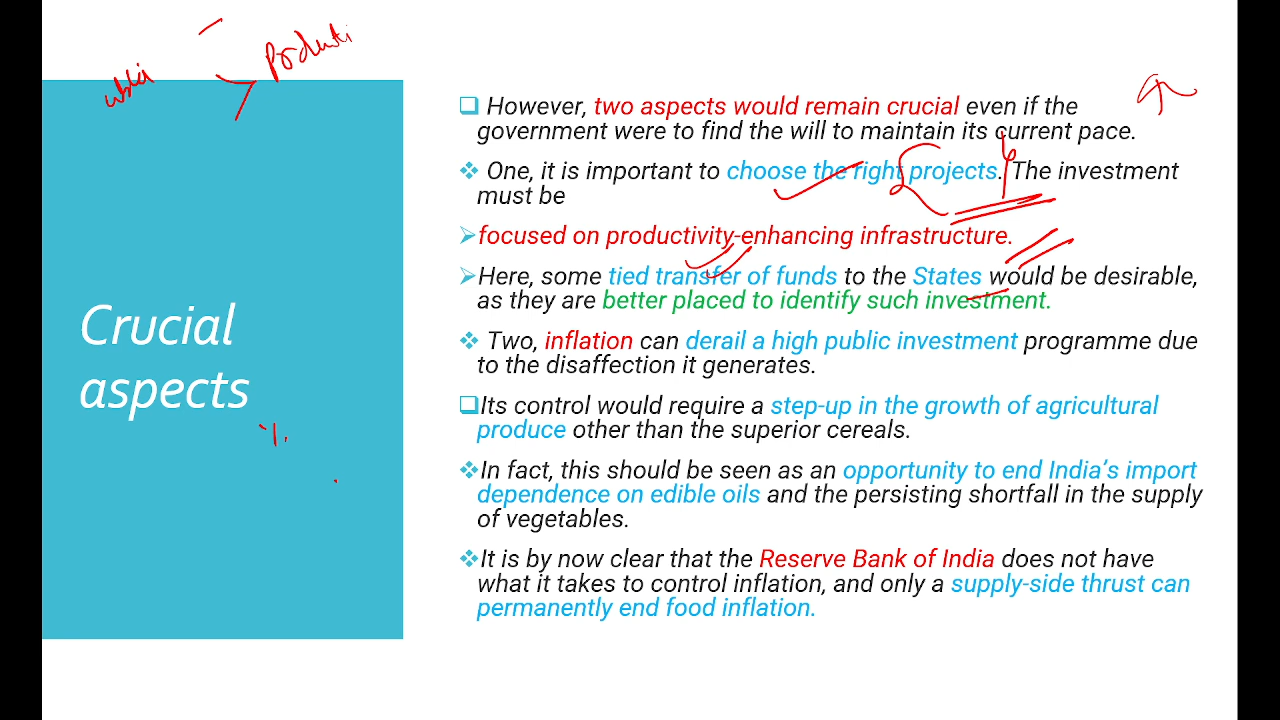 Producti
Crucial
aspects
However, two aspects would remain crucial even if the
government were to find the will to maintain its current pace.
One, it is important to choose the right projects. The investment
must be
focused on productivity-enhancing infrastructure.
Here, some tied transfer of funds to the States would be desirable,
as they are better placed to identify such investment.
Two, inflation can derail a high public investment programme due
to the disaffection it generates.
Its control would require a step-up in the growth of agricultural
produce other than the superior cereals.
In fact, this should be seen as an opportunity to end India's import
dependence on edible oils and the persisting shortfall in the supply
of vegetables.
It is by now clear that the Reserve Bank of India does not have
what it takes to control inflation, and only a supply-side thrust can
permanently end food inflation.